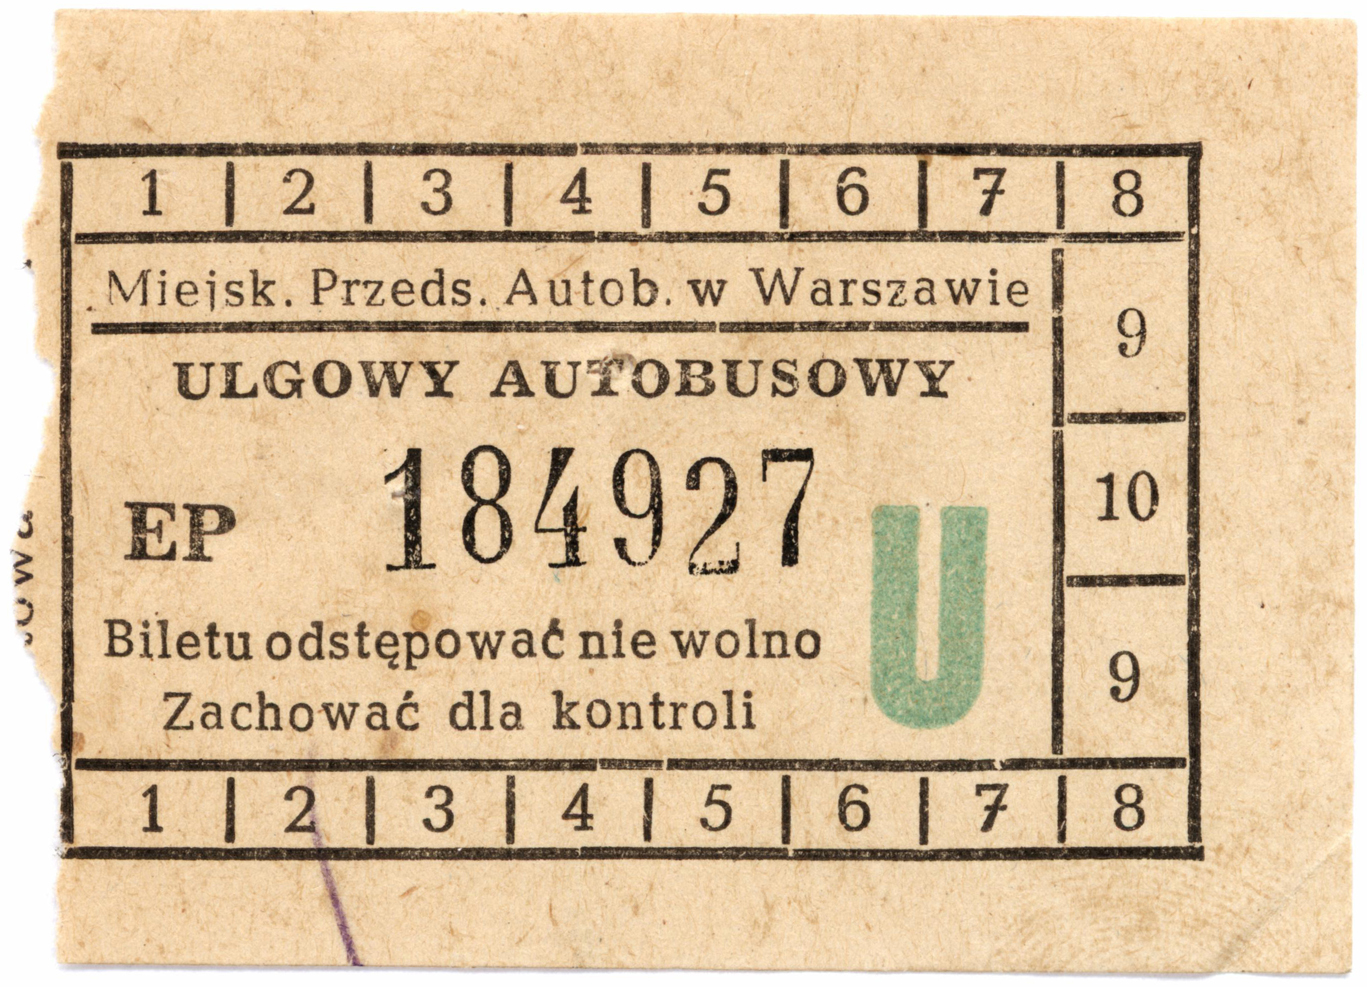 1 2 3 4 5 6 7 8
Miejsk. Przeds. Autob. w Warszawie
9
ULGOWY AUTOBUSOWY
EP 184927
10
U
Biletu odstępować nie wolno
9
Zachować dla kontroli
1 2 3 4 5 6 7 8